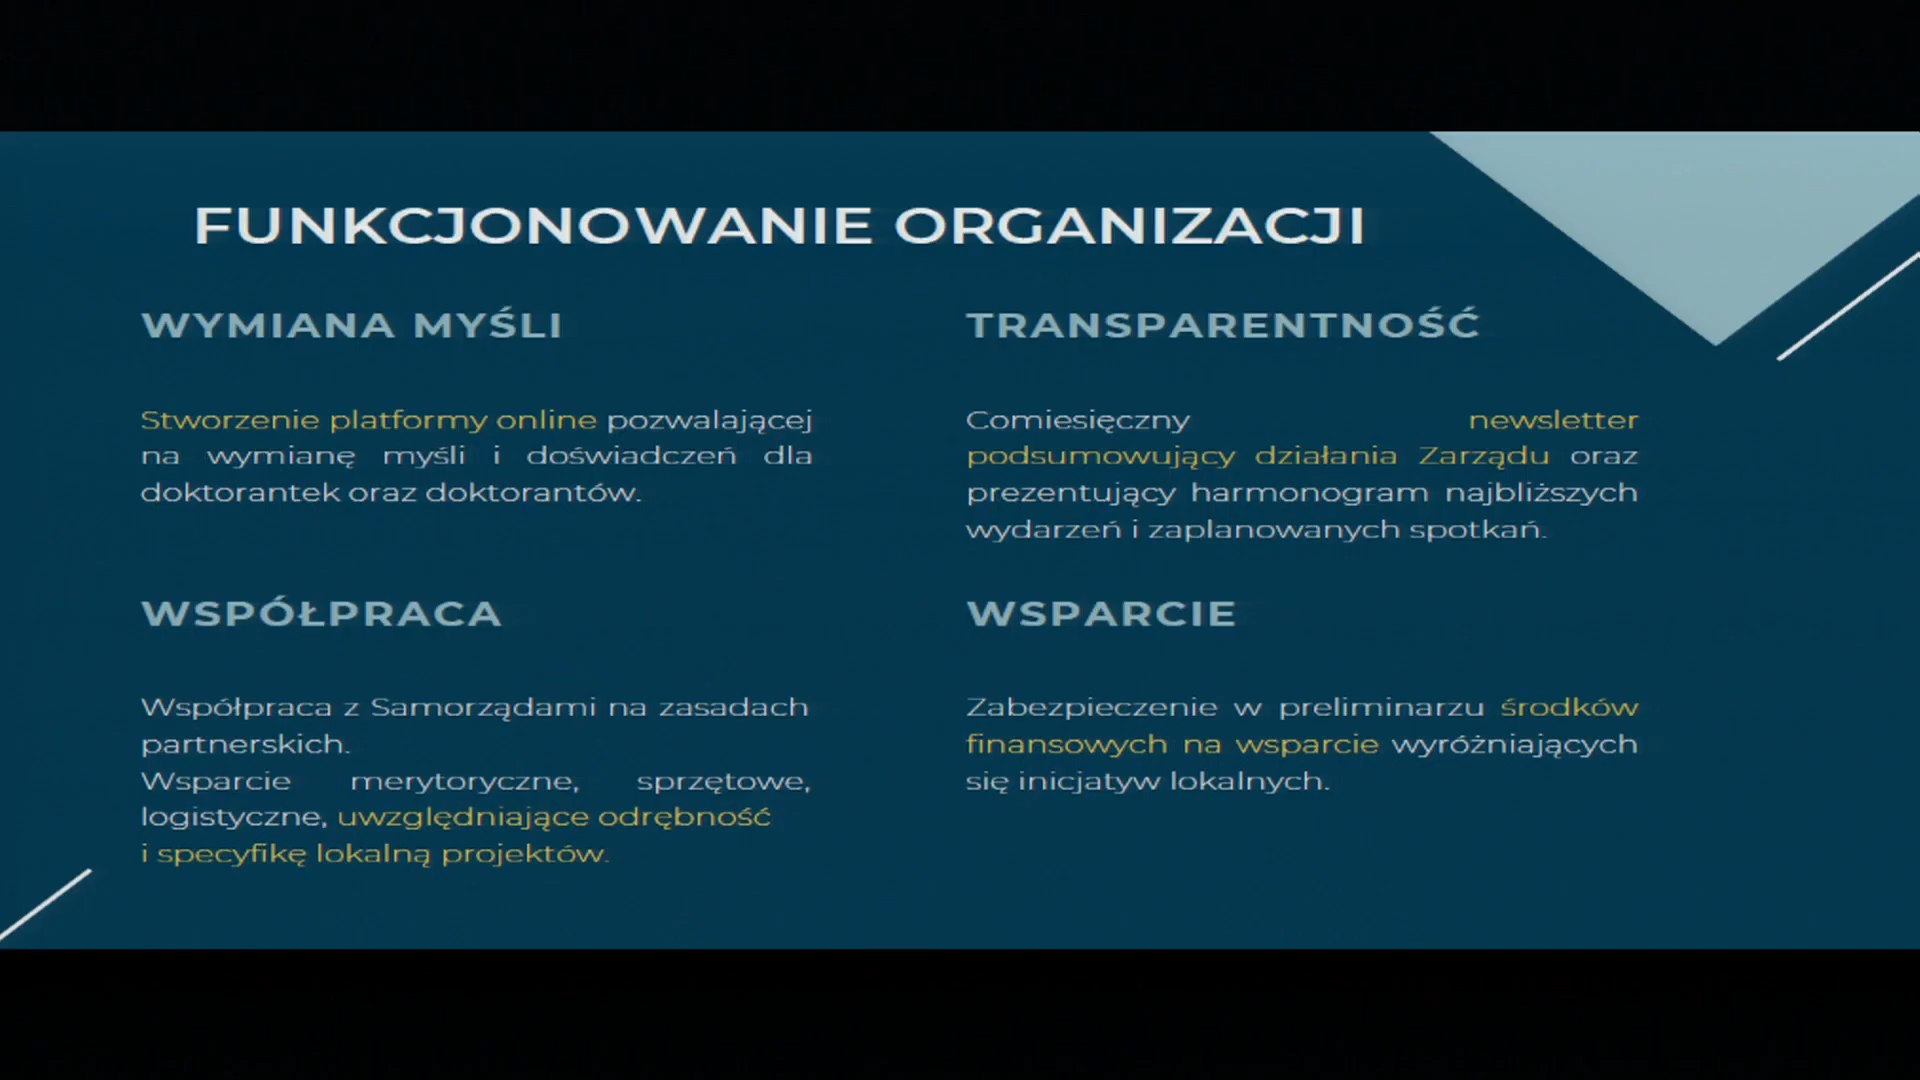 FUNKCJONOWANIE ORGANIZACJI
WYMIANA MYŚLI
Stworzenie platformy online pozwalającej
na wymianę myśli i doświadczeń dla
doktorantek oraz doktorantów.
TRANSPARENTNOŚĆ
Comiesięczny newsletter
podsumowujący działania Zarządu oraz
prezentujący harmonogram najbliższych
wydarzeń i zaplanowanych spotkań.
WSPÓŁPRACA
Współpraca z Samorządami na zasadach
partnerskich.
Wsparcie merytoryczne, sprzętowe,
logistyczne, uwzględniające odrębność
i specyfikę lokalną projektów.
WSPARCIE
Zabezpieczenie w preliminarzu środków
finansowych na wsparcie wyróżniających
się inicjatyw lokalnych.